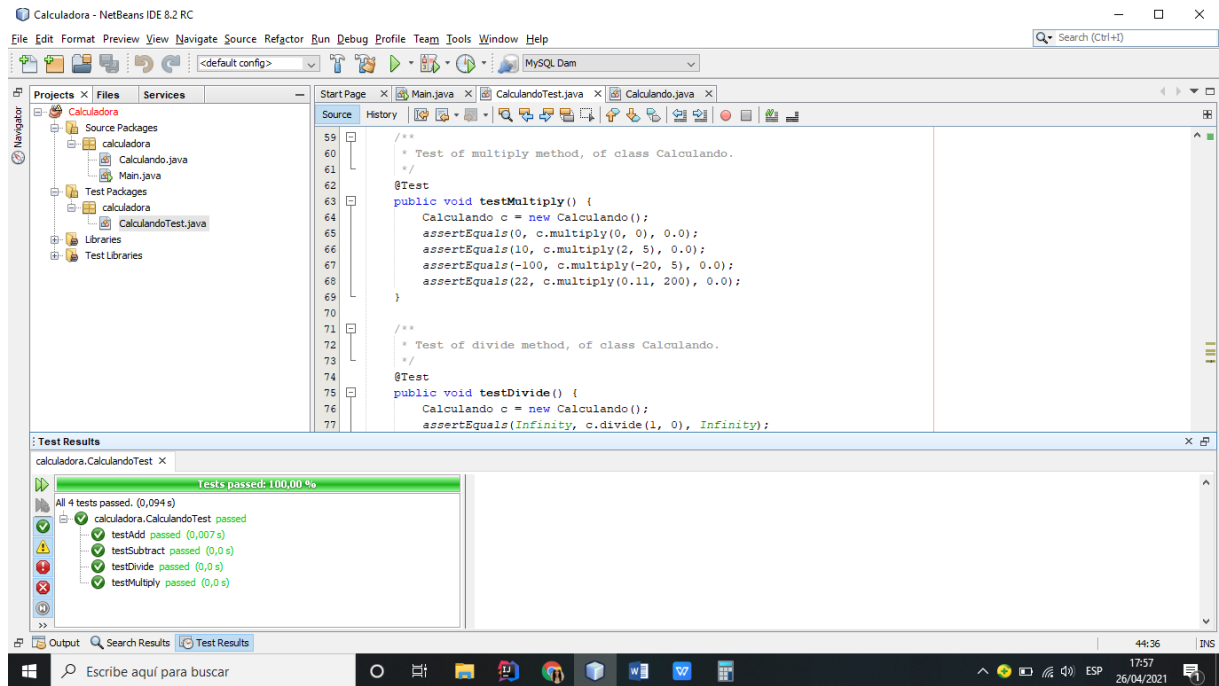 Calculadora - NetBeans IDE 8.2 RC
File Edit Format Preview View Navigate Source Refactor Run Debug Profile Team Tools Window Help
Search (Ctrl+I)
<default config>
MySQL Dam
Projects Files Services
Navigator
Calculadora
Source Packages
calculadora
Calculando.java
Main.java
Test Packages
calculadora
CalculandoTest.java
Libraries
Test Libraries
Start Page Main.java CalculandoTest.java Calculando.java
Source History
59 /**
60 * Test of multiply method, of class Calculando.
61 */
62 @Test
63 public void testMultiply() {
64 Calculando c = new Calculando();
65 assertEquals(0, c.multiply(0, 0), 0.0);
66 assertEquals(10, c.multiply(2, 5), 0.0);
67 assertEquals(-100, c.multiply(-20, 5), 0.0);
68 assertEquals(22, c.multiply(0.11, 200), 0.0);
69 }
70
71 /**
72 * Test of divide method, of class Calculando.
73 */
74 @Test
75 public void testDivide() {
76 Calculando c = new Calculando();
77 assertEquals(Infinity, c.divide(1, 0), Infinity);
Test Results
calculadora.CalculandoTest
Tests passed: 100,00 %
All 4 tests passed. (0,094 s)
calculadora.CalculandoTest passed
testAdd passed (0,007 s)
testSubtract passed (0,0 s)
testDivide passed (0,0 s)
testMultiply passed (0,0 s)
>>
Output Search Results Test Results
44:36 INS
Escribe aquí para buscar
ESP
17:57
26/04/2021